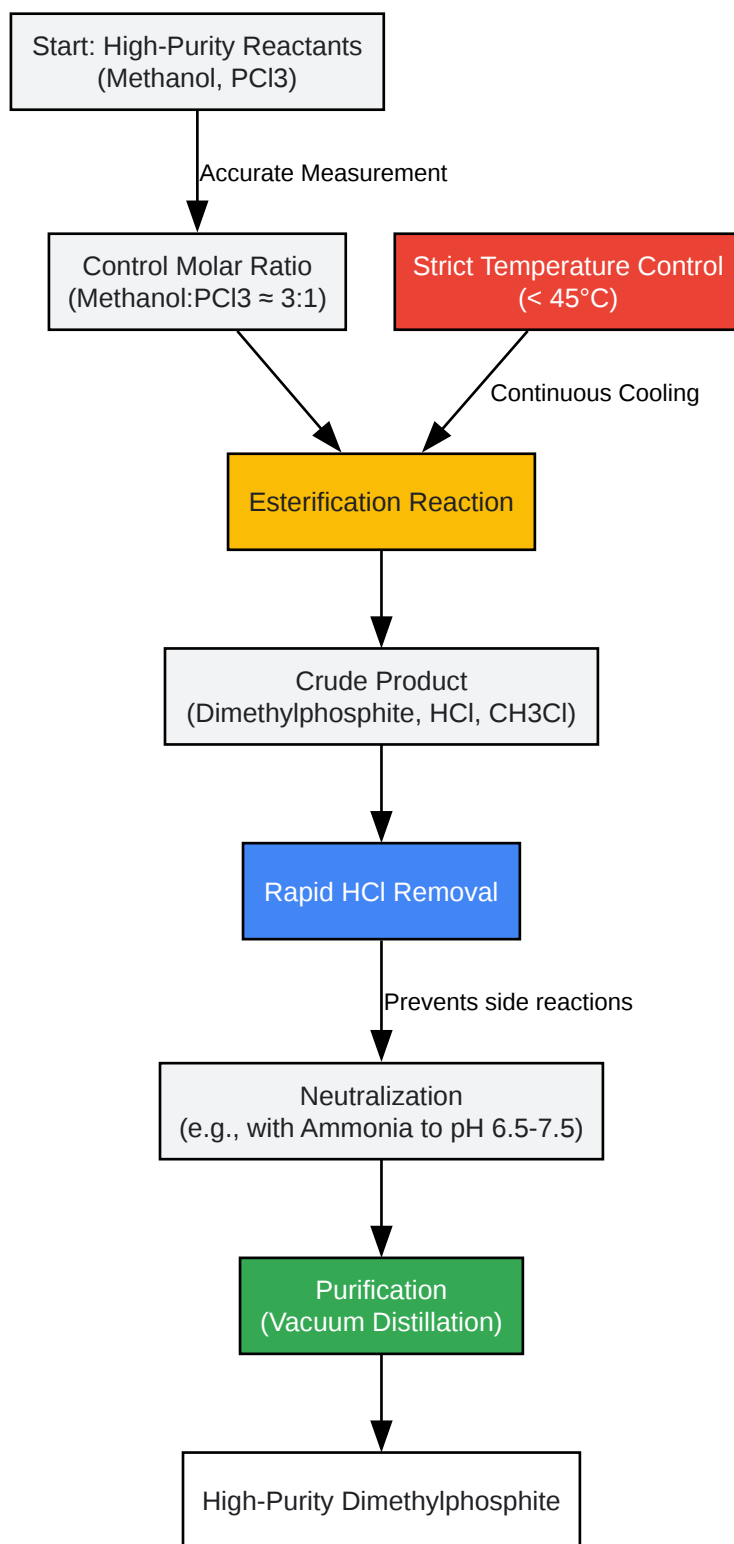 Start: High-Purity Reactants
(Methanol, PCl3)
Accurate Measurement
Control Molar Ratio
(Methanol:PCl3 ≈ 3:1)
Strict Temperature Control
(< 45°C)
Continuous Cooling
Esterification Reaction
Crude Product
(Dimethylphosphite, HCl, CH3Cl)
Rapid HCl Removal
Prevents side reactions
Neutralization
(e.g., with Ammonia to pH 6.5-7.5)
Purification
(Vacuum Distillation)
High-Purity Dimethylphosphite